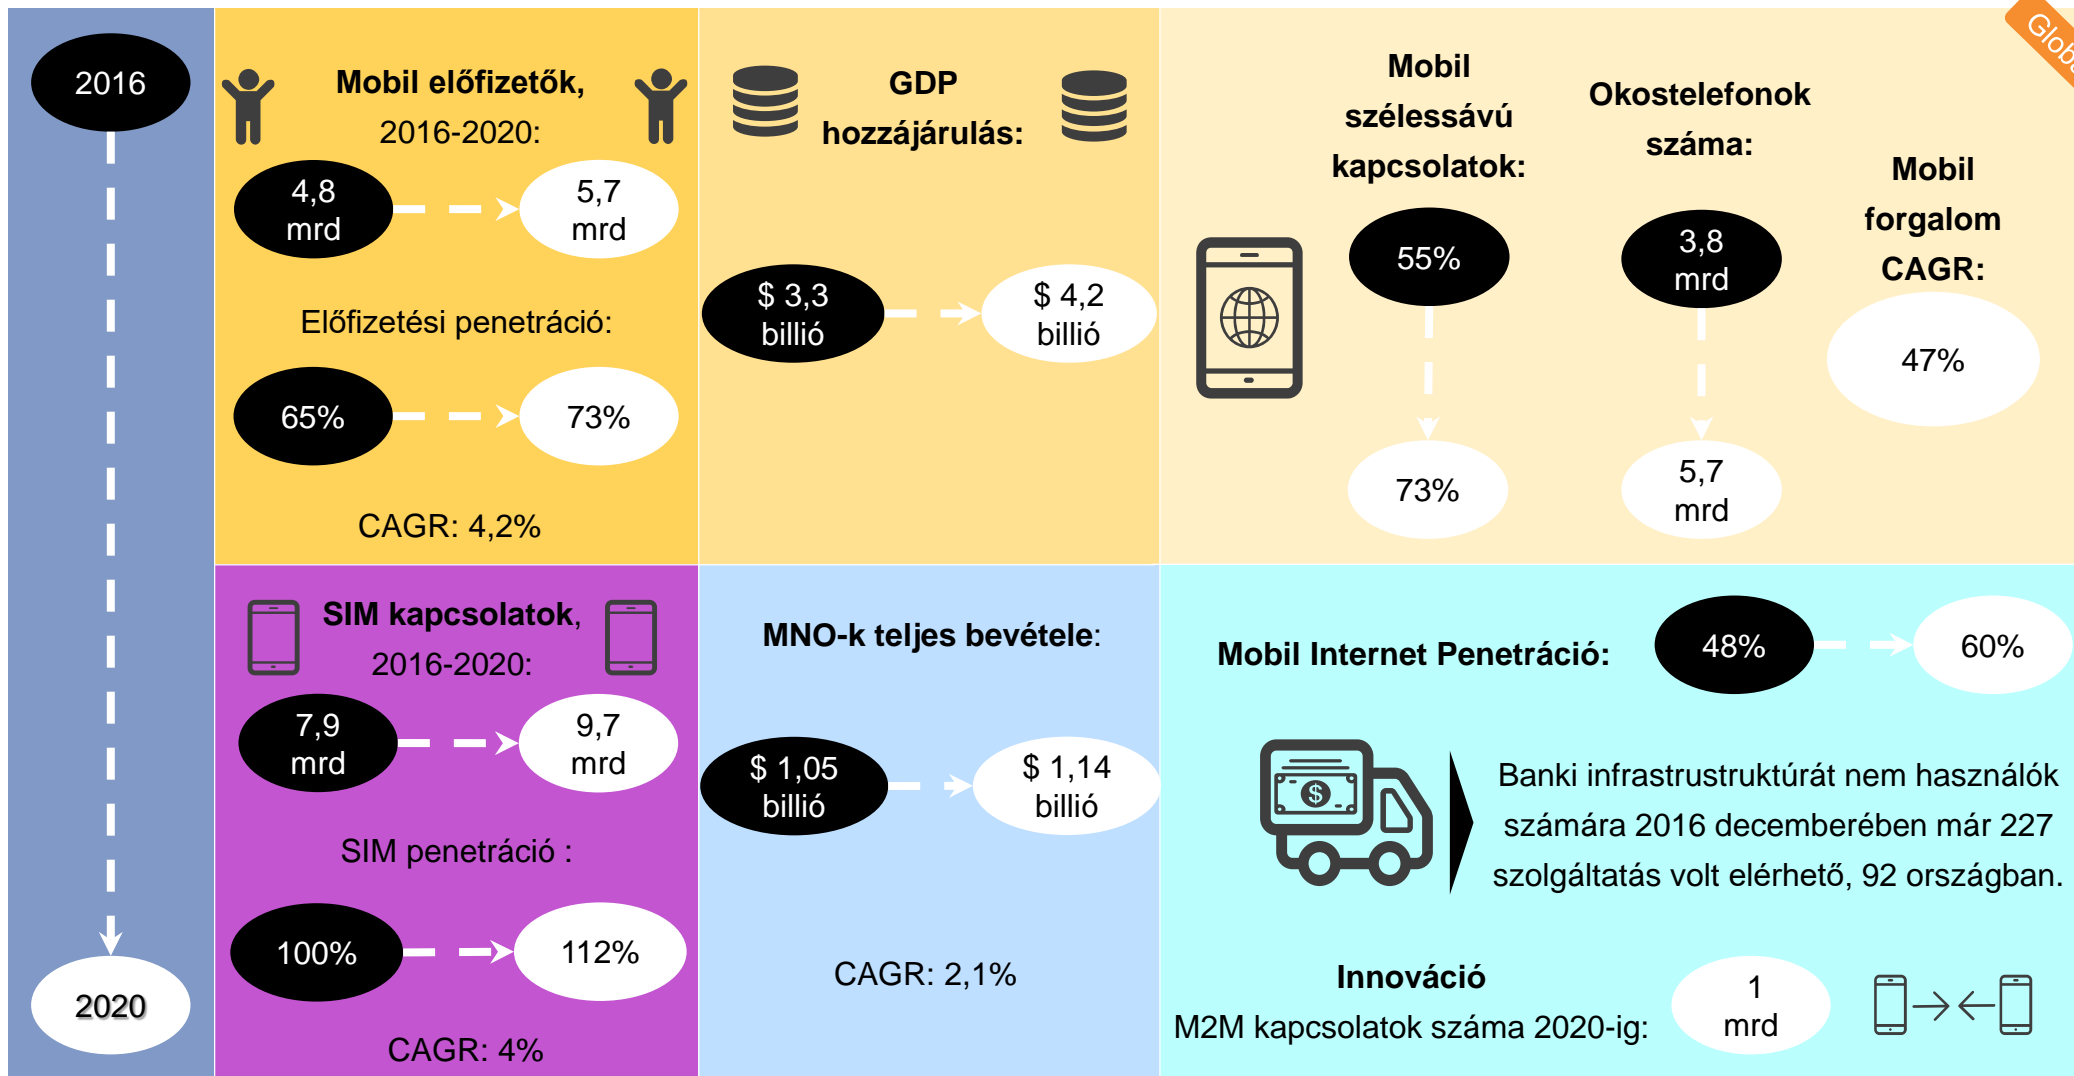 2016
2020
Mobil előfizetők,
2016-2020:
4,8
mrd
5,7
mrd
Előfizetési penetráció:
65%
73%
CAGR: 4,2%
GDP
hozzájárulás:
$ 3,3
billió
$ 4,2
billió
Mobil
szélessávú
kapcsolatok:
55%
73%
Okostelefonok
száma:
3,8
mrd
5,7
mrd
Mobil
forgalom
CAGR:
47%
SIM kapcsolatok,
2016-2020:
7,9
mrd
9,7
mrd
SIM penetráció :
100%
112%
CAGR: 4%
MNO-k teljes bevétele:
$ 1,05
billió
$ 1,14
billió
CAGR: 2,1%
Mobil Internet Penetráció:
48%
60%
$
Banki infrastrustruktúrát nem használók
számára 2016 decemberében már 227
szolgáltatás volt elérhető, 92 országban.
Innováció
M2M kapcsolatok száma 2020-ig:
1
mrd